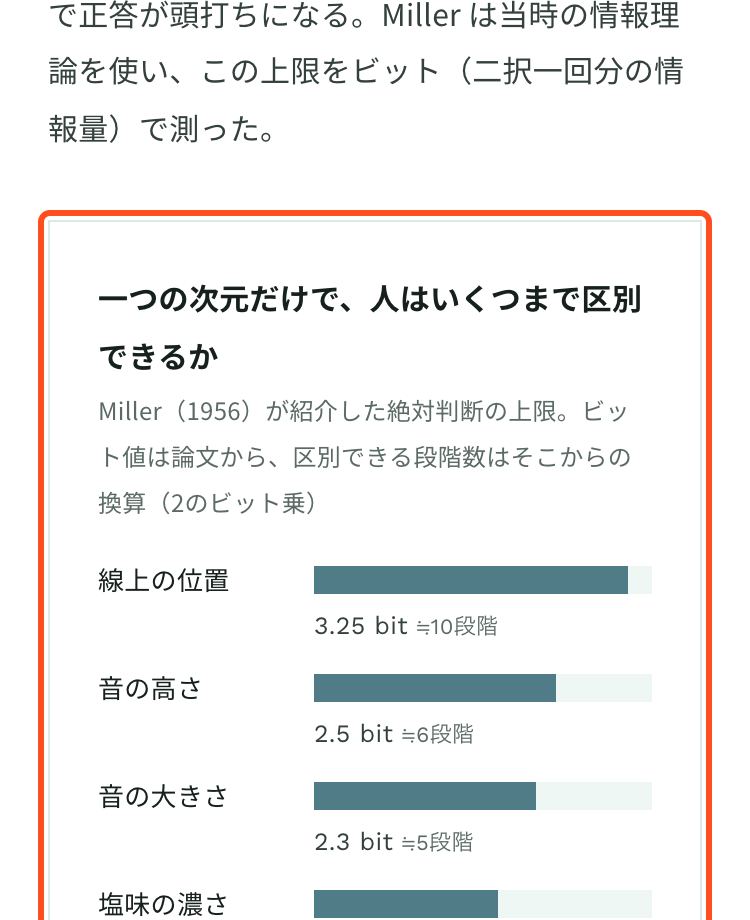 で正答が頭打ちになる。Miller は当時の情報理
論を使い、この上限をビット（二択一回分の情
報量）で測った。
一つの次元だけで、人はいくつまで区別
できるか
Miller（1956）が紹介した絶対判断の上限。ビッ
ト値は論文から、区別できる段階数はそこからの
換算（2のビット乗）
線上の位置
3.25 bit ≒10段階
音の高さ
2.5 bit ≒6段階
音の大きさ
2.3 bit ≒5段階
塩味の濃さ